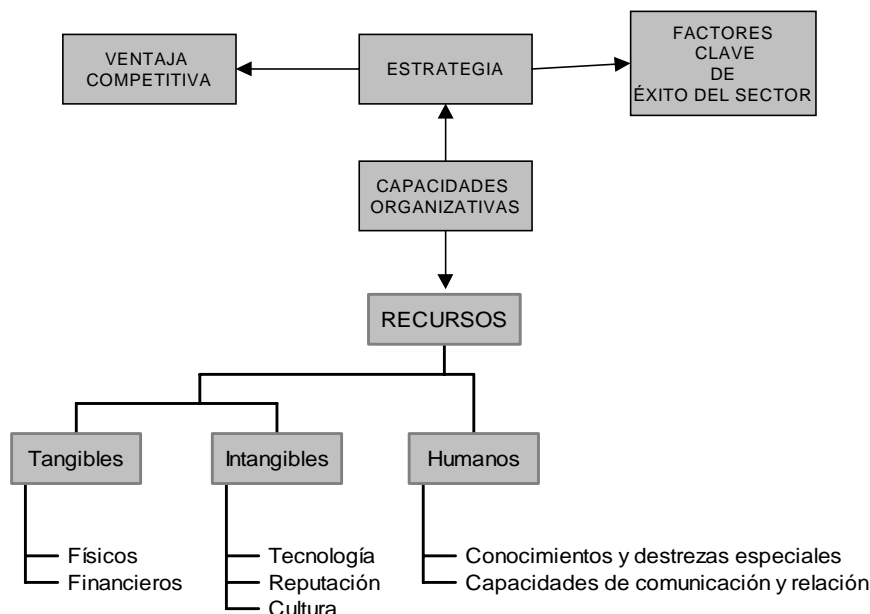 VENTAJA
COMPETITIVA
ESTRATEGIA
FACTORES
CLAVE
DE
ÉXITO DEL SECTOR
CAPACIDADES
ORGANIZATIVAS
RECURSOS
Tangibles
Intangibles
Humanos
Físicos
Financieros
Tecnología
Reputación
Cultura
Conocimientos y destrezas especiales
Capacidades de comunicación y relación